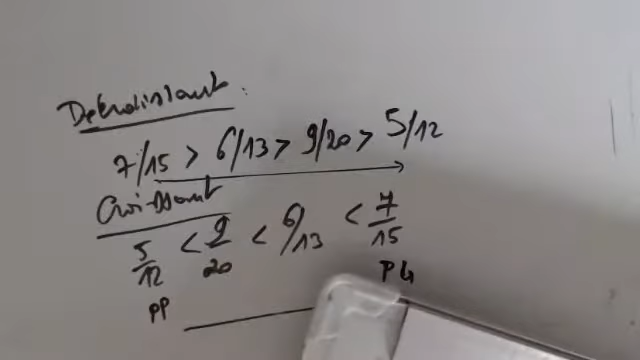 Décroissant :
7/15 > 6/13 > 9/20 > 5/12
Croissant
5/12 < 9/20 < 6/13 < 7/15
PP PG